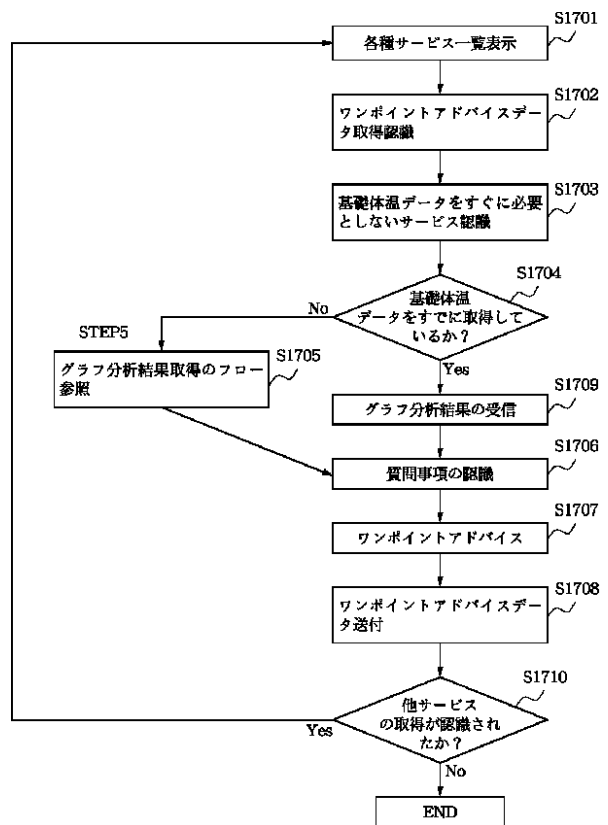 S1701
各種サービス一覧表示
S1702
ワンポイントアドバイスデー
タ取得認識
S1703
基礎体温データをすぐに必要
としないサービス認識
S1704
基礎体温
データをすでに取得して
いるか?
No
Yes
STEP5
S1705
グラフ分析結果取得のフロー
参照
S1709
グラフ分析結果の受信
S1706
質問事項の認識
S1707
ワンポイントアドバイス
S1708
ワンポイントアドバイスデー
タ送付
S1710
他サービス
の取得が認識され
たか?
Yes
No
END